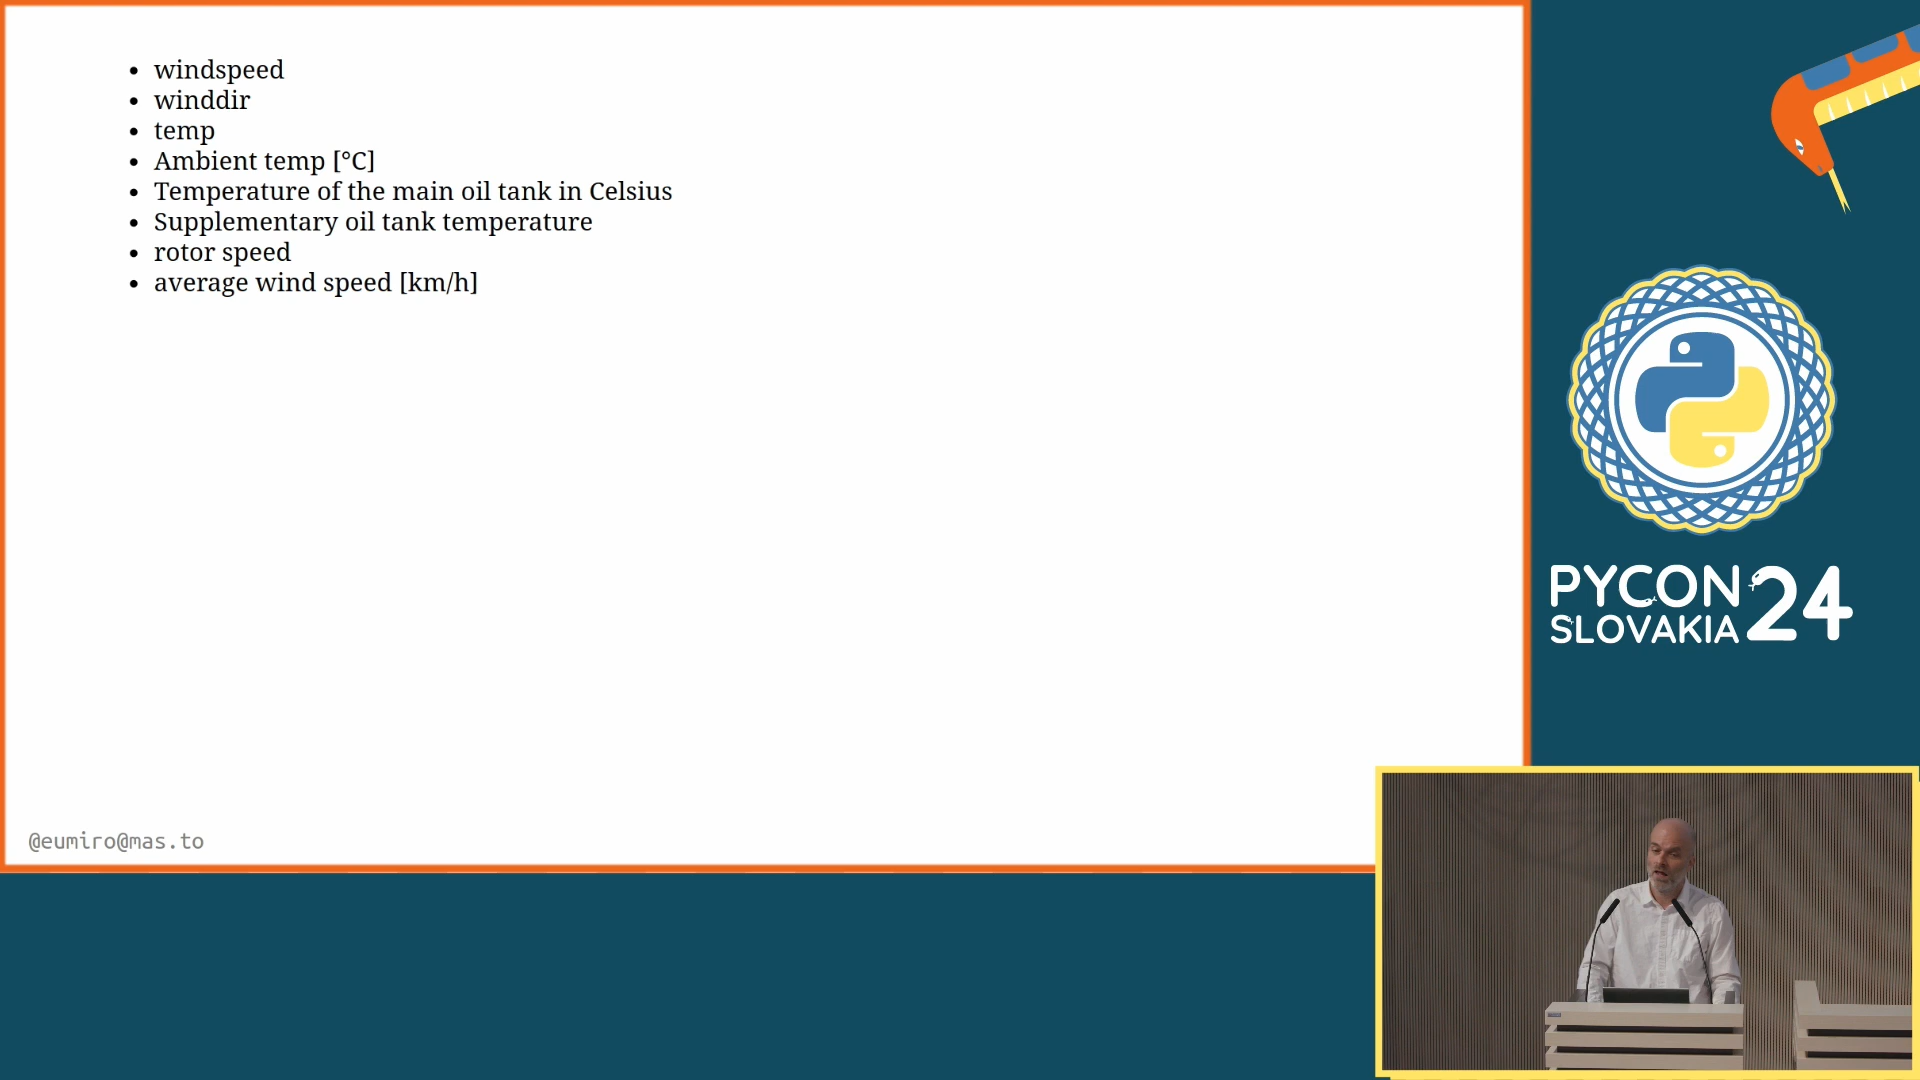 windspeed
winddir
temp
Ambient temp [°C]
Temperature of the main oil tank in Celsius
Supplementary oil tank temperature
rotor speed
average wind speed [km/h]
@eumiro@mas.to
PYCON
SLOVAKIA
24